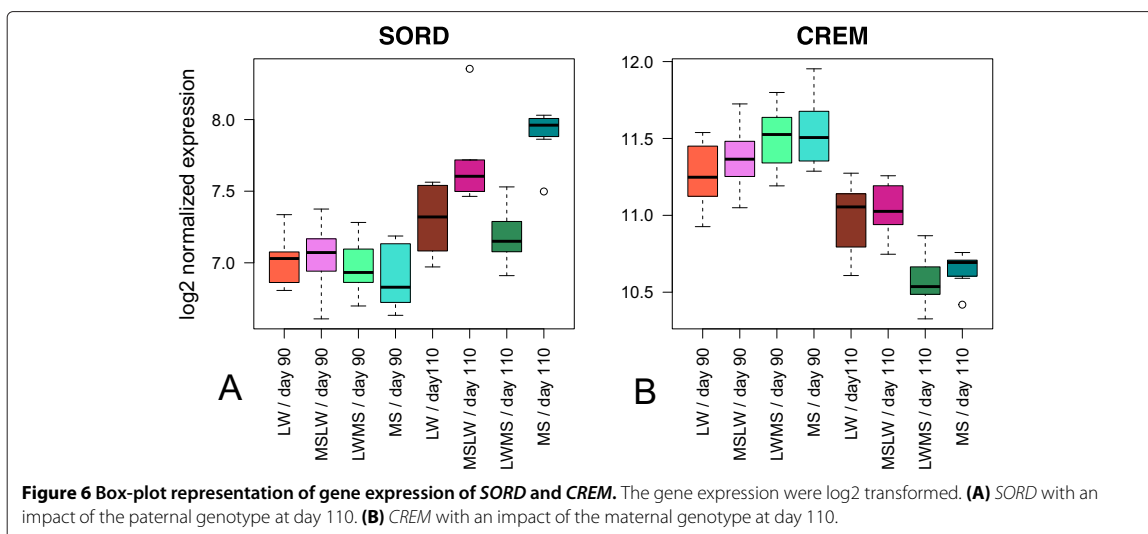 SORD
CREM
log2 normalized expression
8.0
7.5
7.0
12.0
11.5
11.0
10.5
LW / day 90
MSLW / day 90
LWMS / day 90
MS / day 90
LW / day110
MSLW / day 110
LWMS / day 110
MS / day 110
A
LW / day 90
MSLW / day 90
LWMS / day 90
MS / day 90
LW / day110
MSLW / day 110
LWMS / day 110
MS / day 110
B
Figure 6 Box-plot representation of gene expression of SORD and CREM. The gene expression were log2 transformed. (A) SORD with an
impact of the paternal genotype at day 110. (B) CREM with an impact of the maternal genotype at day 110.